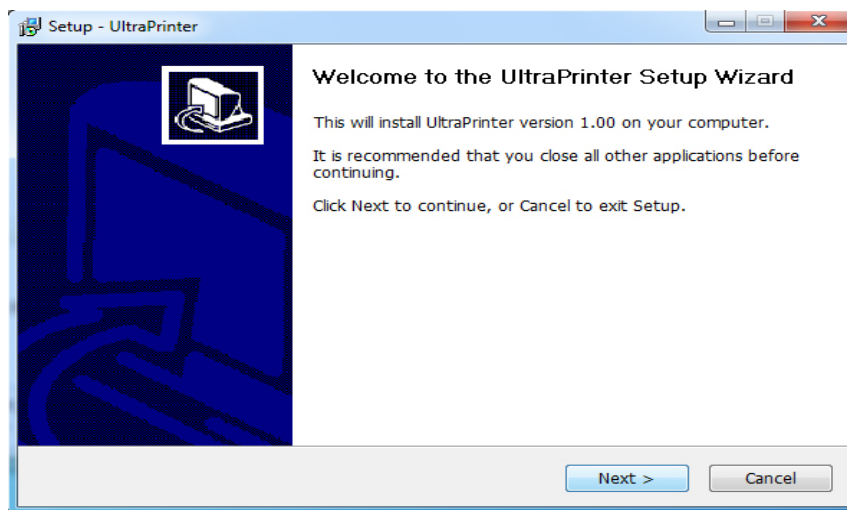 Setup - UltraPrinter
Welcome to the UltraPrinter Setup Wizard
This will install UltraPrinter version 1.00 on your computer.
It is recommended that you close all other applications before
continuing.
Click Next to continue, or Cancel to exit Setup.
Next >
Cancel